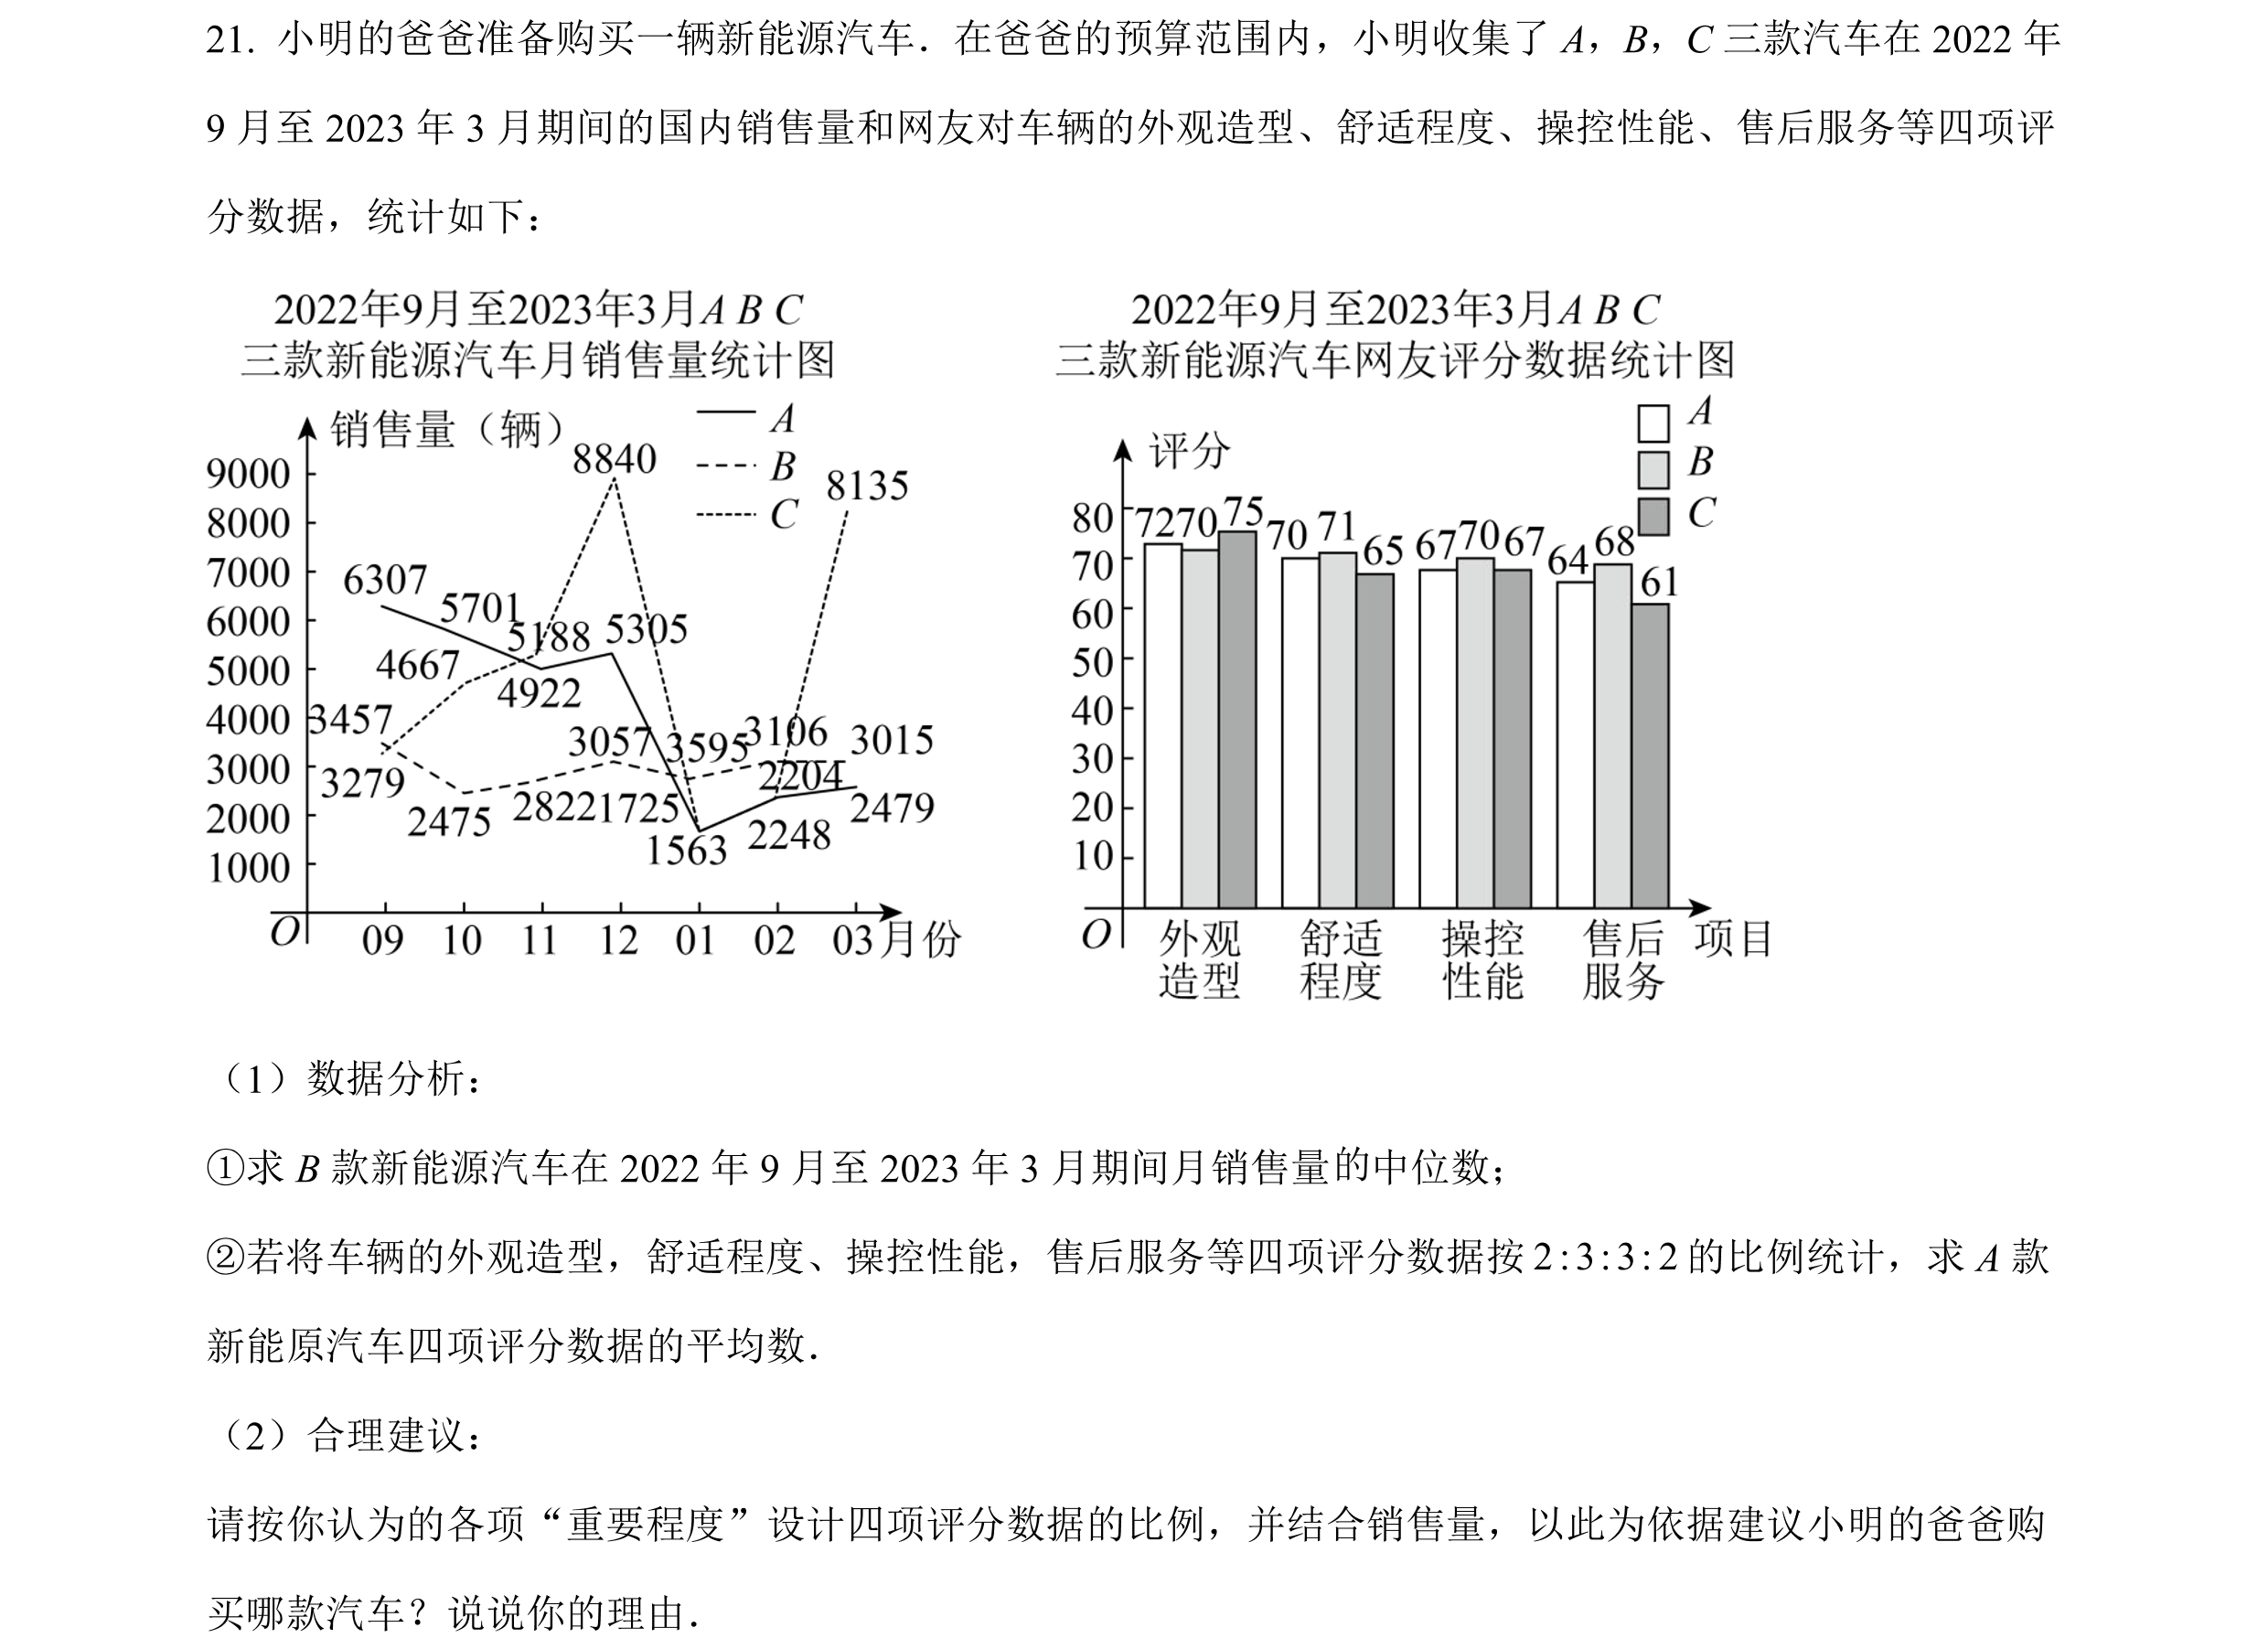 21. 小明的爸爸准备购买一辆新能源汽车．在爸爸的预算范围内，小明收集了 A，B，C 三款汽车在 2022 年
9 月至 2023 年 3 月期间的国内销售量和网友对车辆的外观造型、舒适程度、操控性能、售后服务等四项评
分数据，统计如下：
2022年9月至2023年3月A B C
三款新能源汽车月销售量统计图
销售量（辆）
A
B
C
9000
8000
7000
6000
5000
4000
3000
2000
1000
O
6307
5701
5188
5305
8840
8135
4667
4922
3457
3279
2475
2822
3057
1725
3595
3106
3015
2204
1563
2248
2479
09 10 11 12 01 02 03 月份
2022年9月至2023年3月A B C
三款新能源汽车网友评分数据统计图
评分
A
B
C
80
70
60
50
40
30
20
10
O
72 70 75 70 71 65 67 70 67 64 68 61
外观 舒适 操控 售后 项目
造型 程度 性能 服务
（1）数据分析：
①求 B 款新能源汽车在 2022 年 9 月至 2023 年 3 月期间月销售量的中位数；
②若将车辆的外观造型，舒适程度、操控性能，售后服务等四项评分数据按 2:3:3:2 的比例统计，求 A 款
新能原汽车四项评分数据的平均数．
（2）合理建议：
请按你认为的各项“重要程度”设计四项评分数据的比例，并结合销售量，以此为依据建议小明的爸爸购
买哪款汽车？说说你的理由．